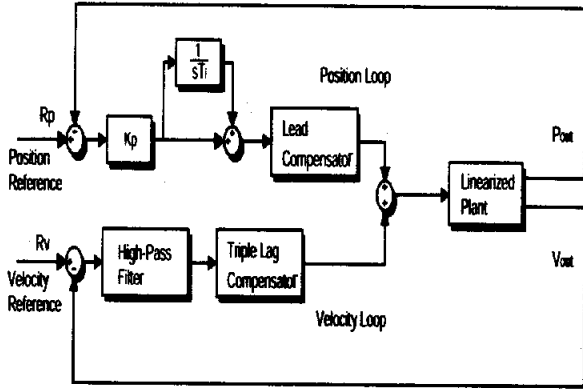 1
sTi
Position Loop
Rp
Kp
Lead
Compensator
Pout
Position
Reference
Linearized
Plant
Rv
High-Pass
Filter
Triple Lag
Compensator
Vout
Velocity
Reference
Velocity Loop